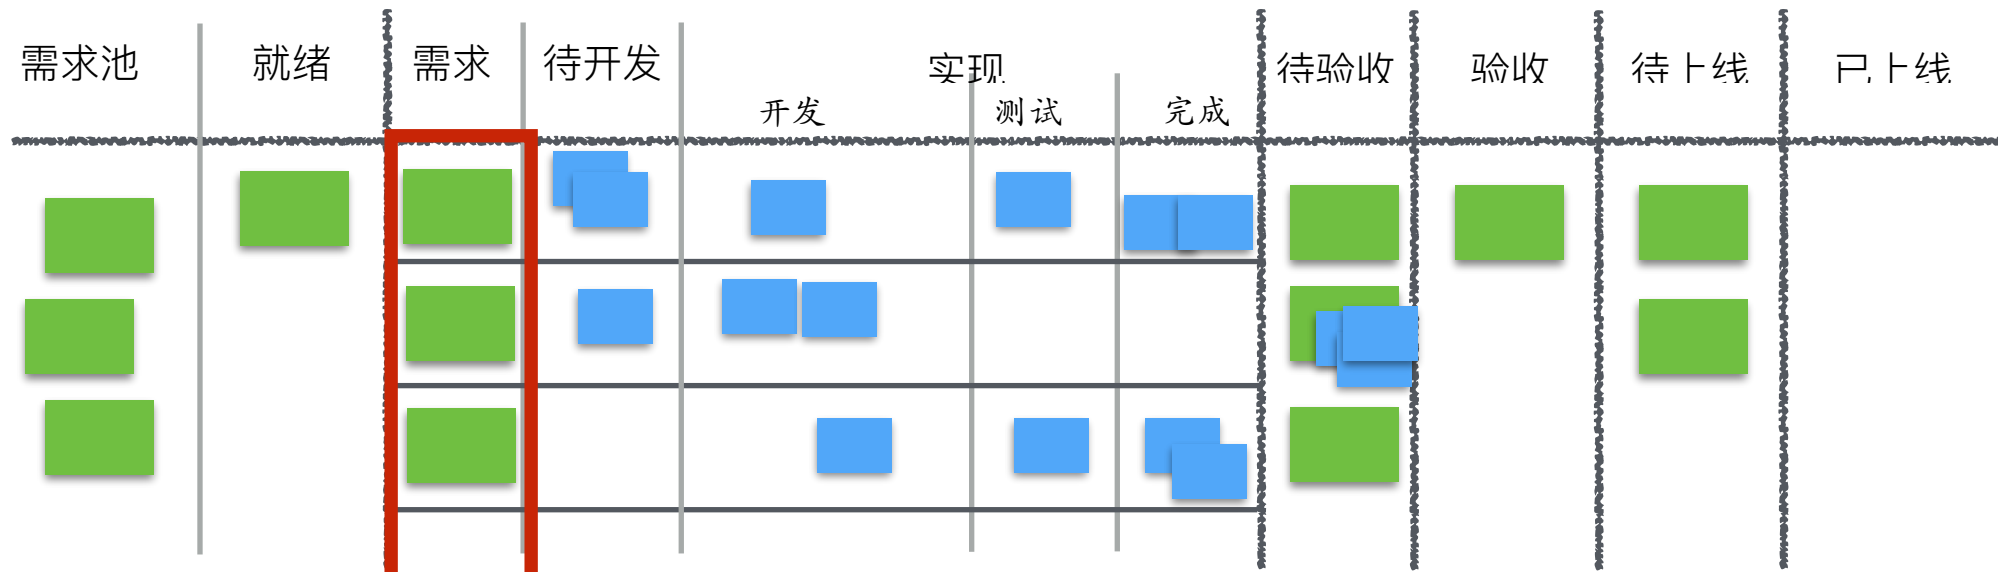 需求池 就绪 需求 待开发 实现 待验收 验收 待上线 已上线
开发 测试 完成